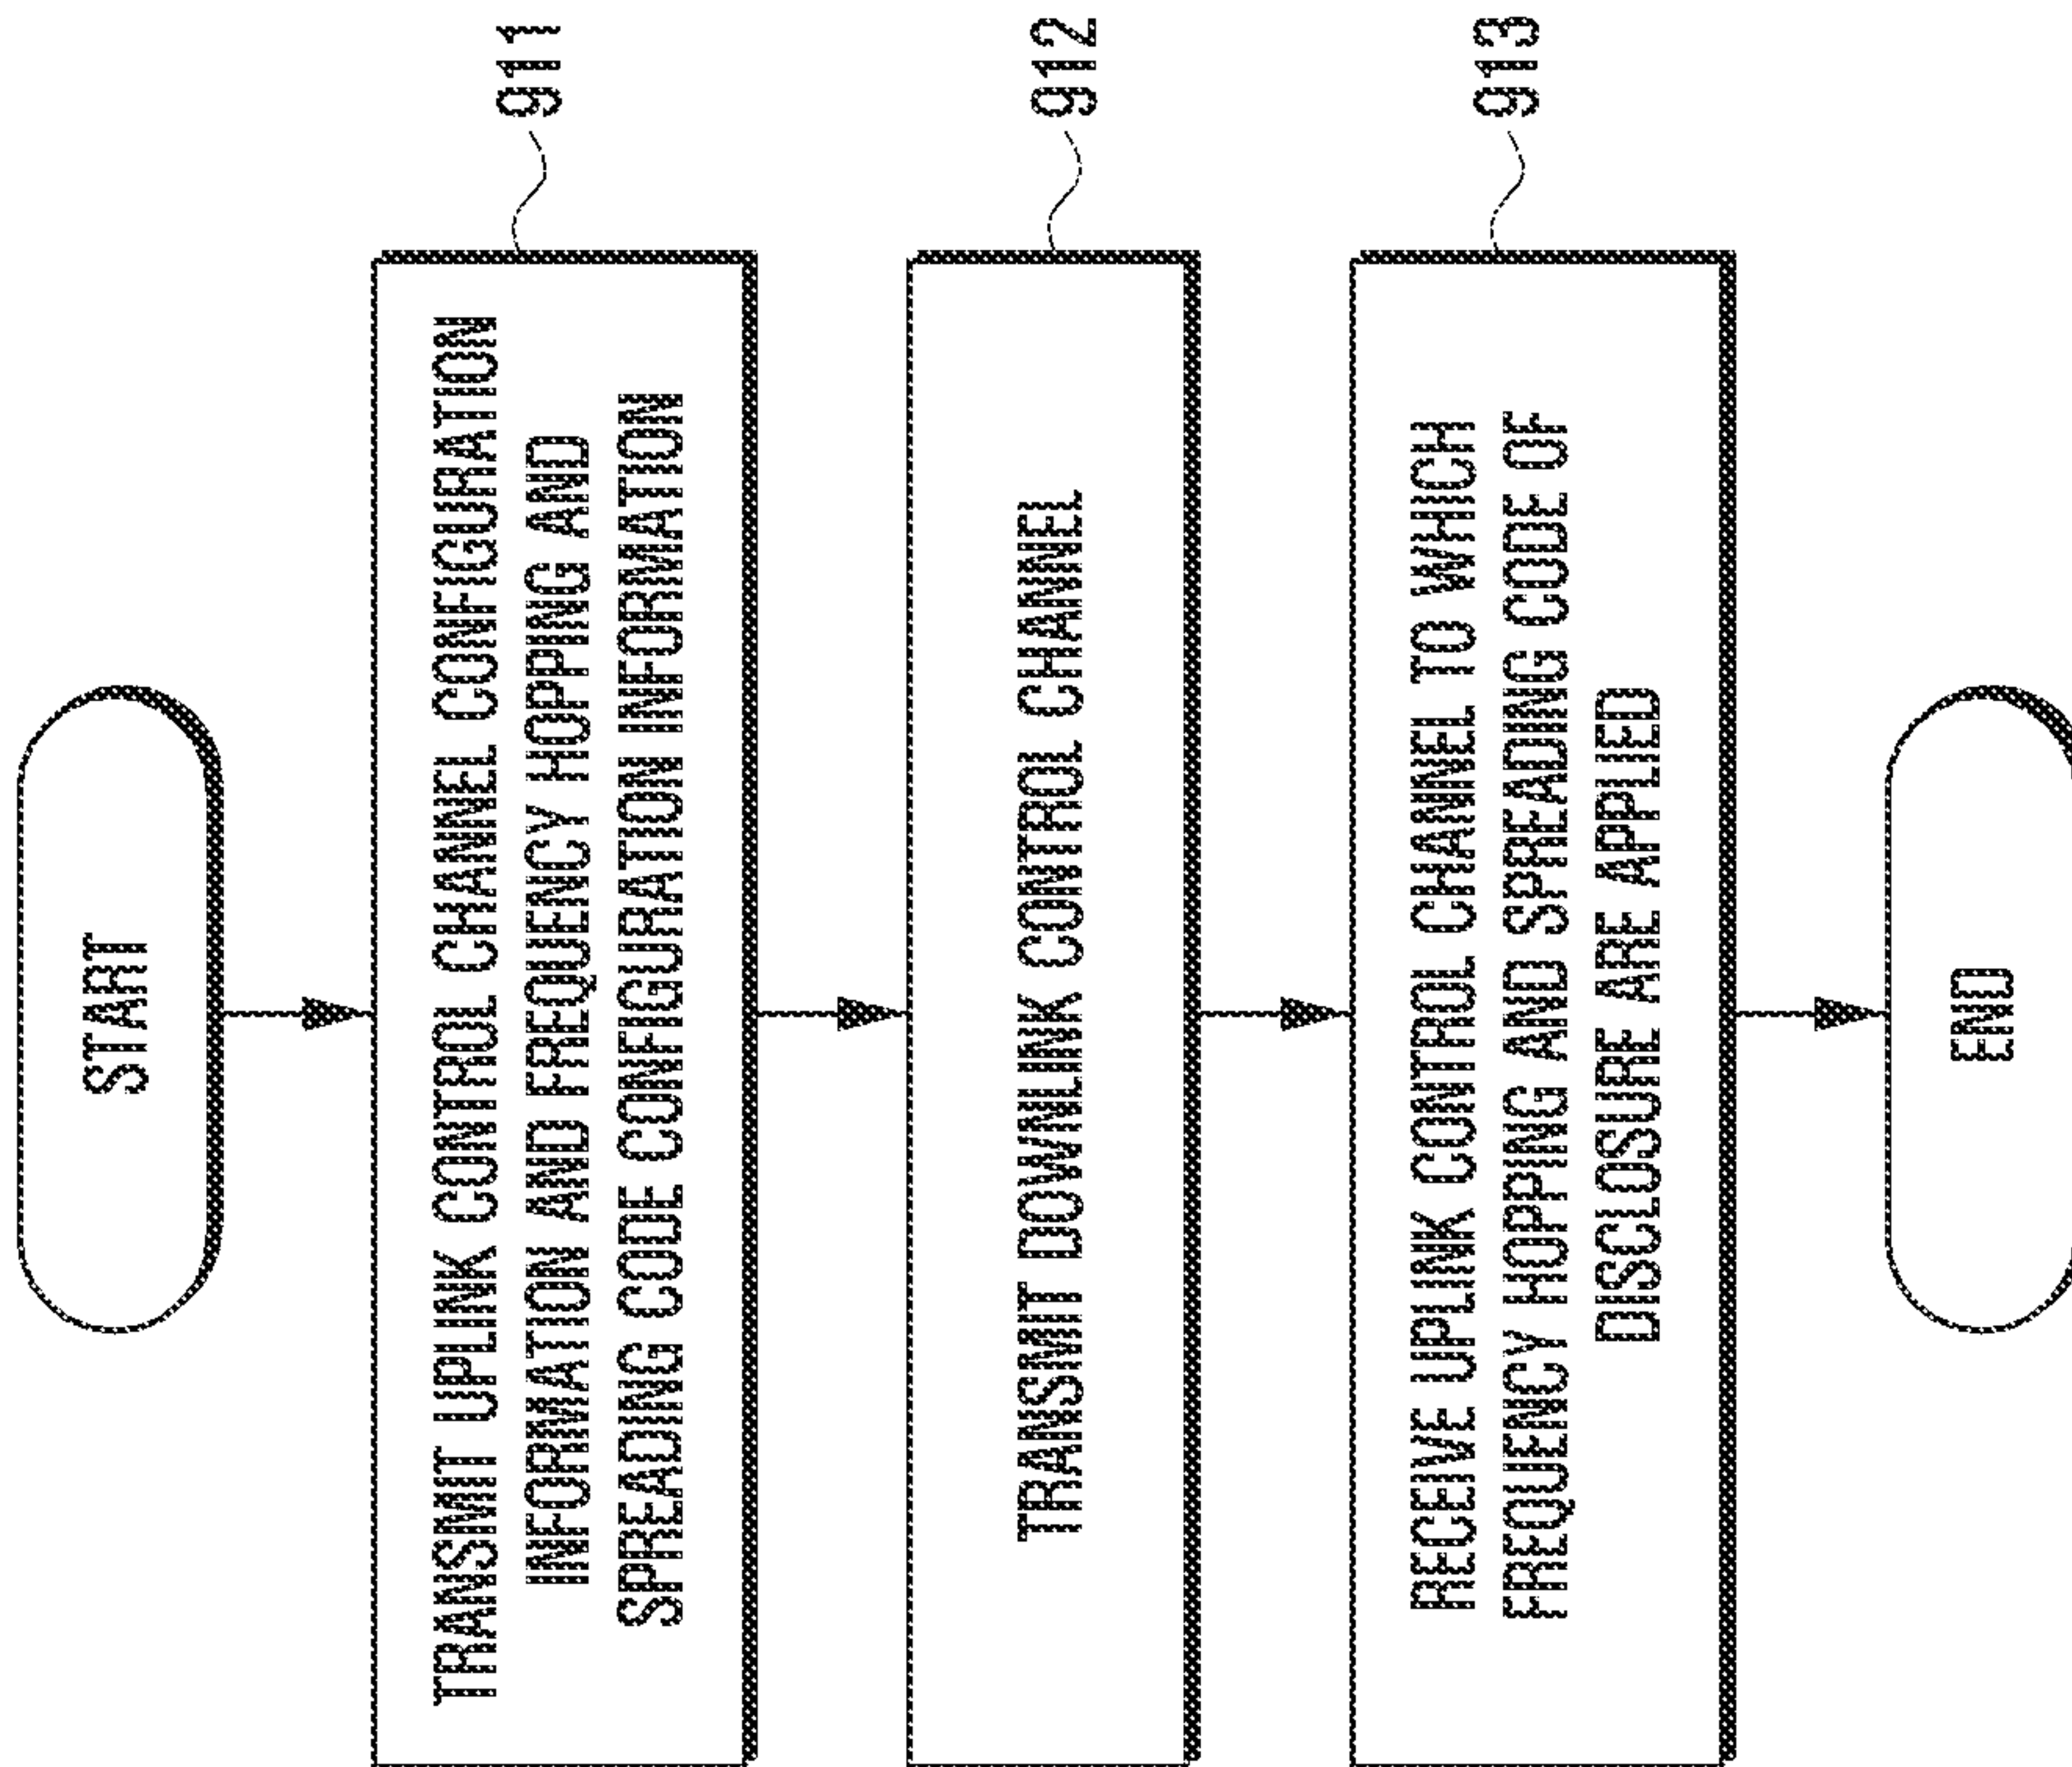 START
TRANSMIT UPLINK CONTROL CHANNEL CONFIGURATION
INFORMATION AND FREQUENCY HOPPING AND
SPREADING CODE CONFIGURATION INFORMATION
911
TRANSMIT DOWNLINK CONTROL CHANNEL
912
RECEIVE UPLINK CONTROL CHANNEL TO WHICH
FREQUENCY HOPPING AND SPREADING CODE OF
DISCLOSURE ARE APPLIED
913
END